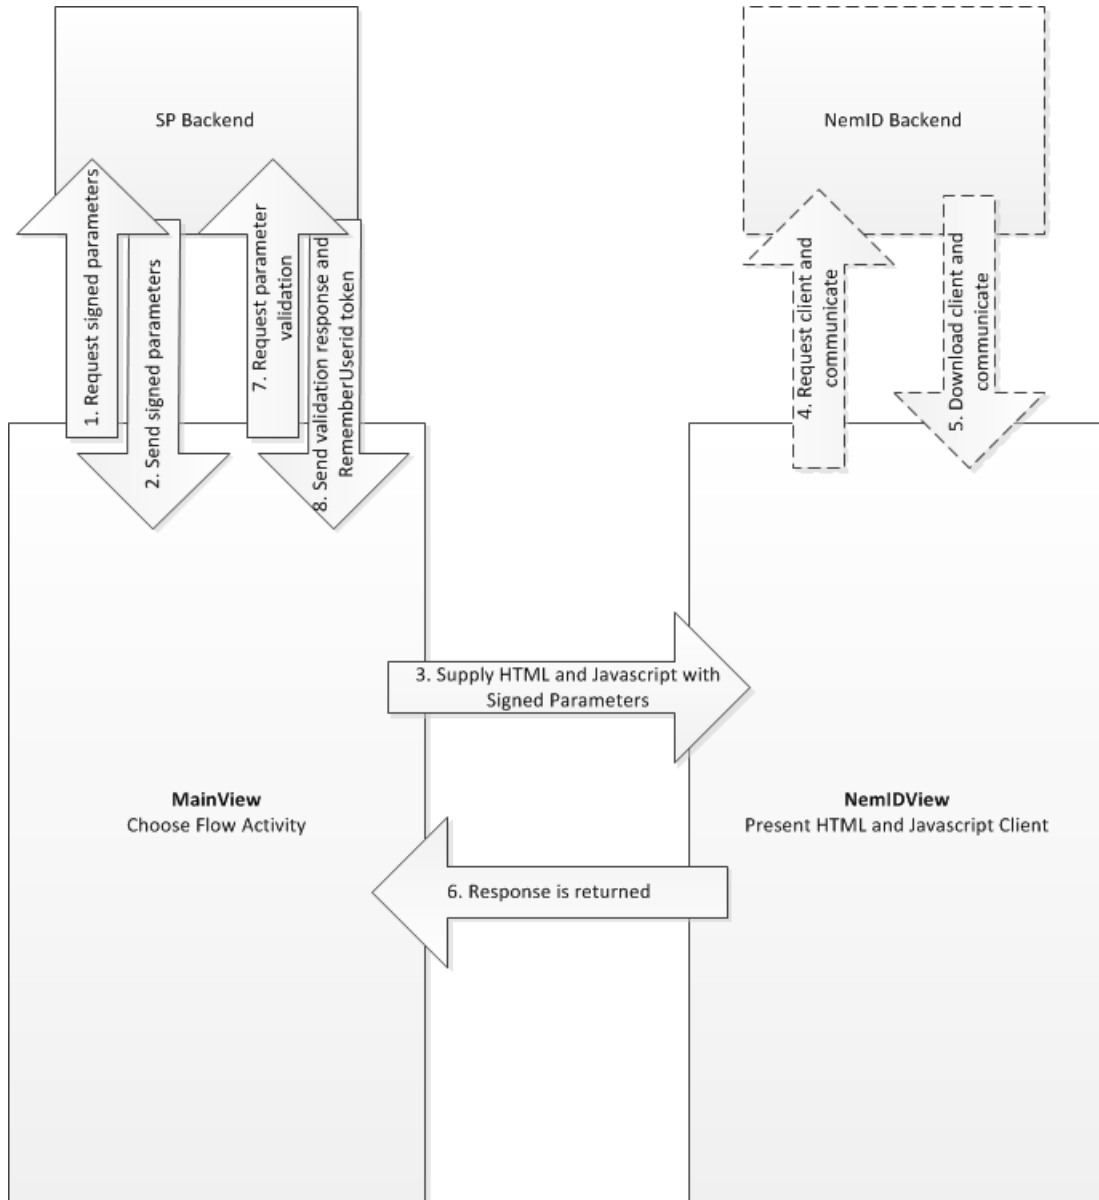 SP Backend
NemID Backend
1. Request signed parameters
2. Send signed parameters
7. Request parameter
validation
8. Send validation response and
RememberUserid token
4. Request client and
communicate
5. Download client and
communicate
3. Supply HTML and Javascript with
Signed Parameters
MainView
Choose Flow Activity
NemIDView
Present HTML and Javascript Client
6. Response is returned